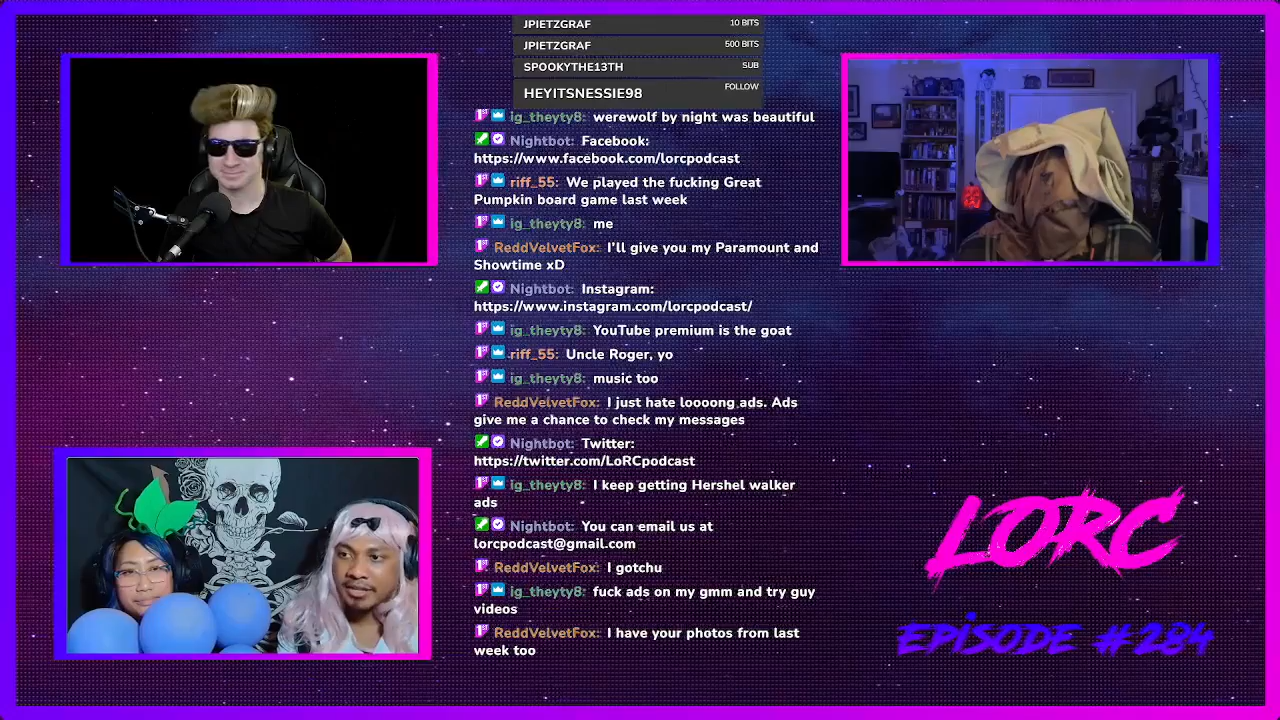 JPIETZGRAF 10 BITS
JPIETZGRAF 500 BITS
SPOOKYTHE13TH SUB
HEYITSNESSIE98 FOLLOW
ig_theyty8: werewolf by night was beautiful
Nightbot: Facebook:
https://www.facebook.com/lorcpodcast
riff_55: We played the fucking Great
Pumpkin board game last week
ig_theyty8: me
ReddVelvetFox: I'll give you my Paramount and
Showtime xD
Nightbot: Instagram:
https://www.instagram.com/lorcpodcast/
ig_theyty8: YouTube premium is the goat
riff_55: Uncle Roger, yo
ig_theyty8: music too
ReddVelvetFox: I just hate loooong ads. Ads
give me a chance to check my messages
Nightbot: Twitter:
https://twitter.com/LoRCpodcast
ig_theyty8: I keep getting Hershel walker
ads
Nightbot: You can email us at
lorcpodcast@gmail.com
ReddVelvetFox: I gotchu
ig_theyty8: fuck ads on my gmm and try guy
videos
ReddVelvetFox: I have your photos from last
week too
LORC
EPISODE #284